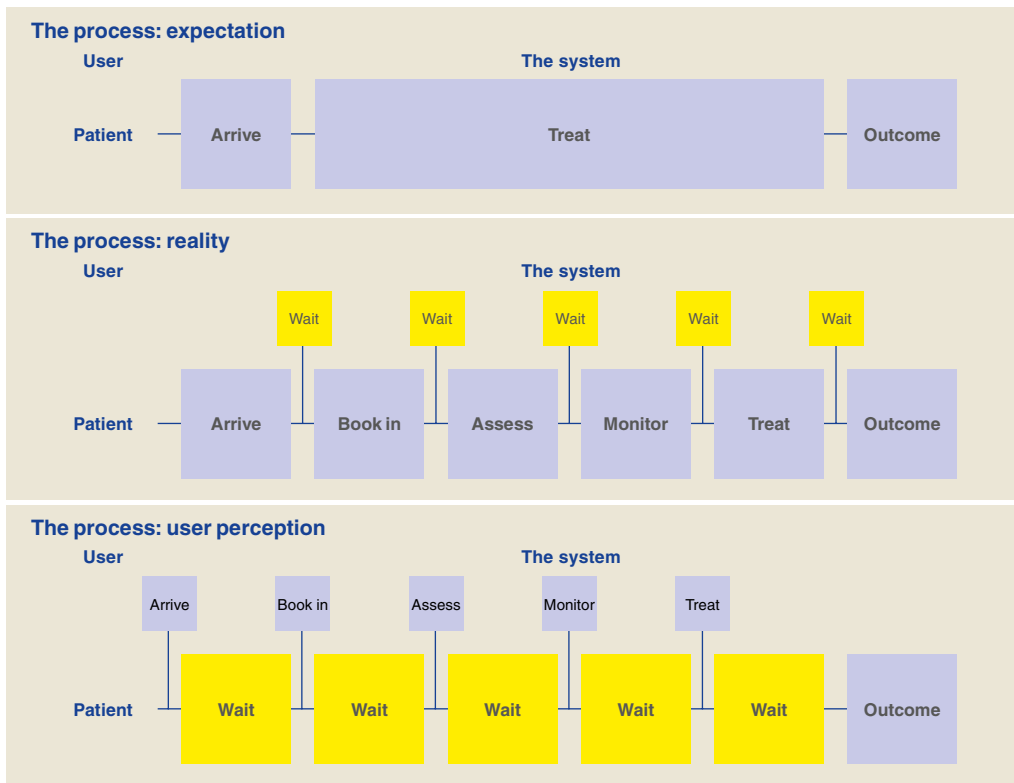 The process: expectation
User The system
Patient Arrive Treat Outcome
The process: reality
User The system
Wait Wait Wait Wait Wait
Patient Arrive Book in Assess Monitor Treat Outcome
The process: user perception
User The system
Arrive Book in Assess Monitor Treat
Patient Wait Wait Wait Wait Wait Outcome